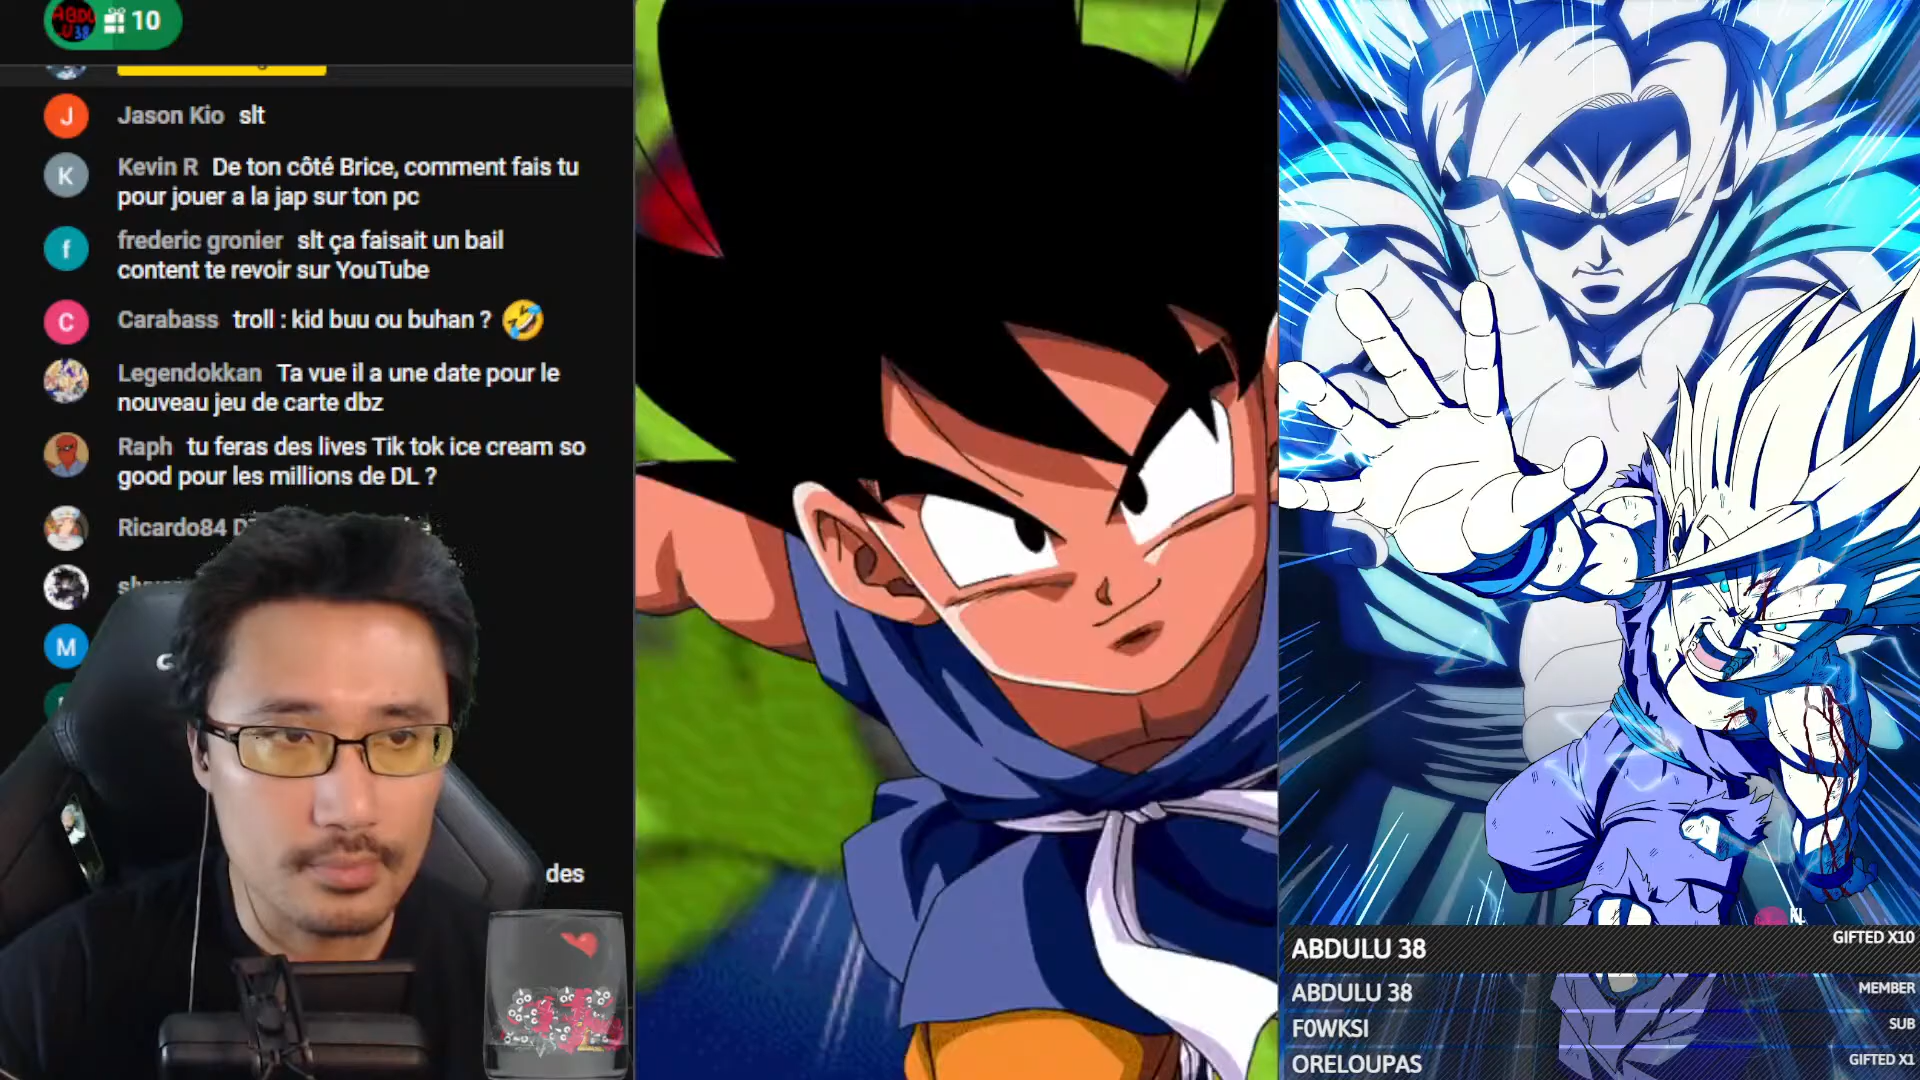 ABDU
LU38
10
J
Jason Kio slt
K
Kevin R De ton côté Brice, comment fais tu
pour jouer a la jap sur ton pc
f
frederic gronier slt ça faisait un bail
content te revoir sur YouTube
C
Carabass troll : kid buu ou buhan ?
Legendokkan Ta vue il a une date pour le
nouveau jeu de carte dbz
Raph tu feras des lives Tik tok ice cream so
good pour les millions de DL ?
Ricardo84
M
des
ABDULU 38 GIFTED X10
ABDULU 38 MEMBER
F0WKSI SUB
ORELOUPAS GIFTED X1